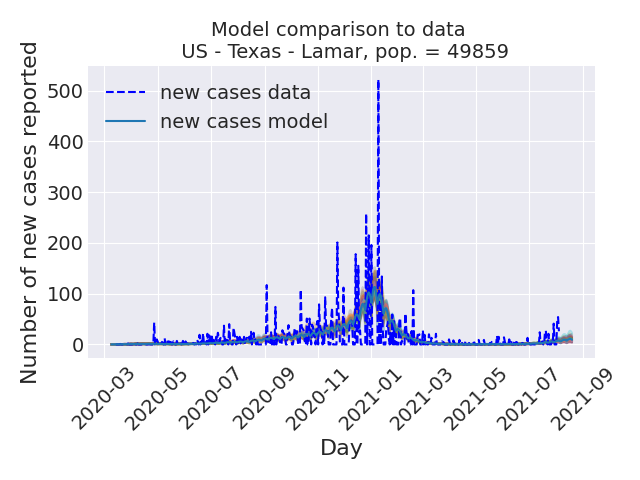 Model comparison to data
US - Texas - Lamar, pop. = 49859
Number of new cases reported
500
400
300
200
100
0
new cases data
new cases model
2020-03
2020-05
2020-07
2020-09
2020-11
2021-01
2021-03
2021-05
2021-07
2021-09
Day